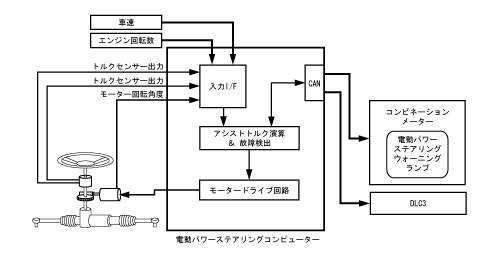 車速
エンジン回転数
トルクセンサー出力
トルクセンサー出力
モーター回転角度
入力I/F
CAN
アシストトルク演算
& 故障検出
モータードライブ回路
コンビネーション
メーター
電動パワー
ステアリング
ウォーニング
ランプ
DLC3
電動パワーステアリングコンピューター